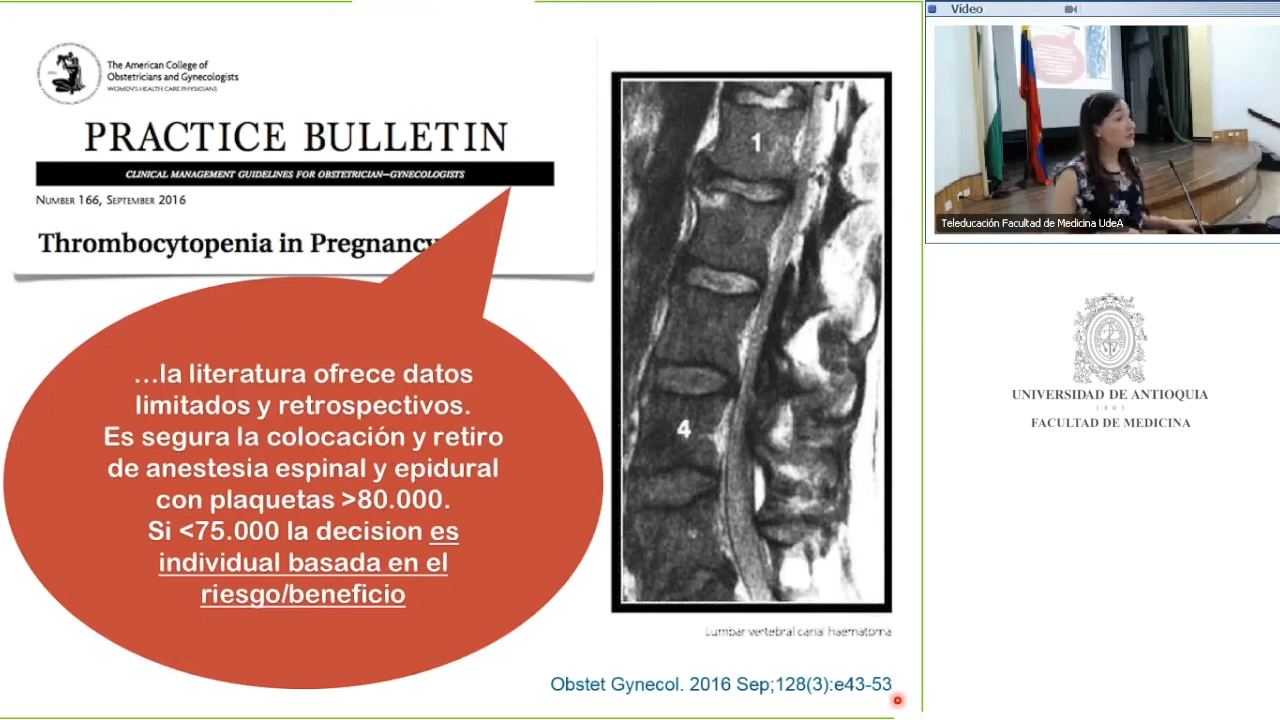 The American College of
Obstetricians and Gynecologists
WOMEN'S HEALTH CARE PHYSICIANS
PRACTICE BULLETIN
CLINICAL MANAGEMENT GUIDELINES FOR OBSTETRICIAN–GYNECOLOGISTS
NUMBER 166, SEPTEMBER 2016
Thrombocytopenia in Pregnancy
...la literatura ofrece datos
limitados y retrospectivos.
Es segura la colocación y retiro
de anestesia espinal y epidural
con plaquetas >80.000.
Si <75.000 la decision es
individual basada en el
riesgo/beneficio
1
4
Lumbar vertebral canal haematoma
Obstet Gynecol. 2016 Sep;128(3):e43-53
Vídeo
Teleducación Facultad de Medicina UdeA
UNIVERSIDAD DE ANTIOQUIA
1803
FACULTAD DE MEDICINA